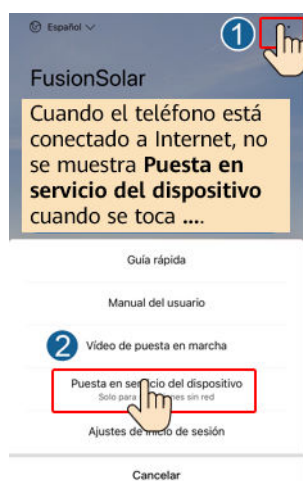 Español
1
FusionSolar
Cuando el teléfono está
conectado a Internet, no
se muestra Puesta en
servicio del dispositivo
cuando se toca ....
Guía rápida
Manual del usuario
2 Vídeo de puesta en marcha
Puesta en servicio del dispositivo
Solo para sin red
Ajustes de inicio de sesión
Cancelar